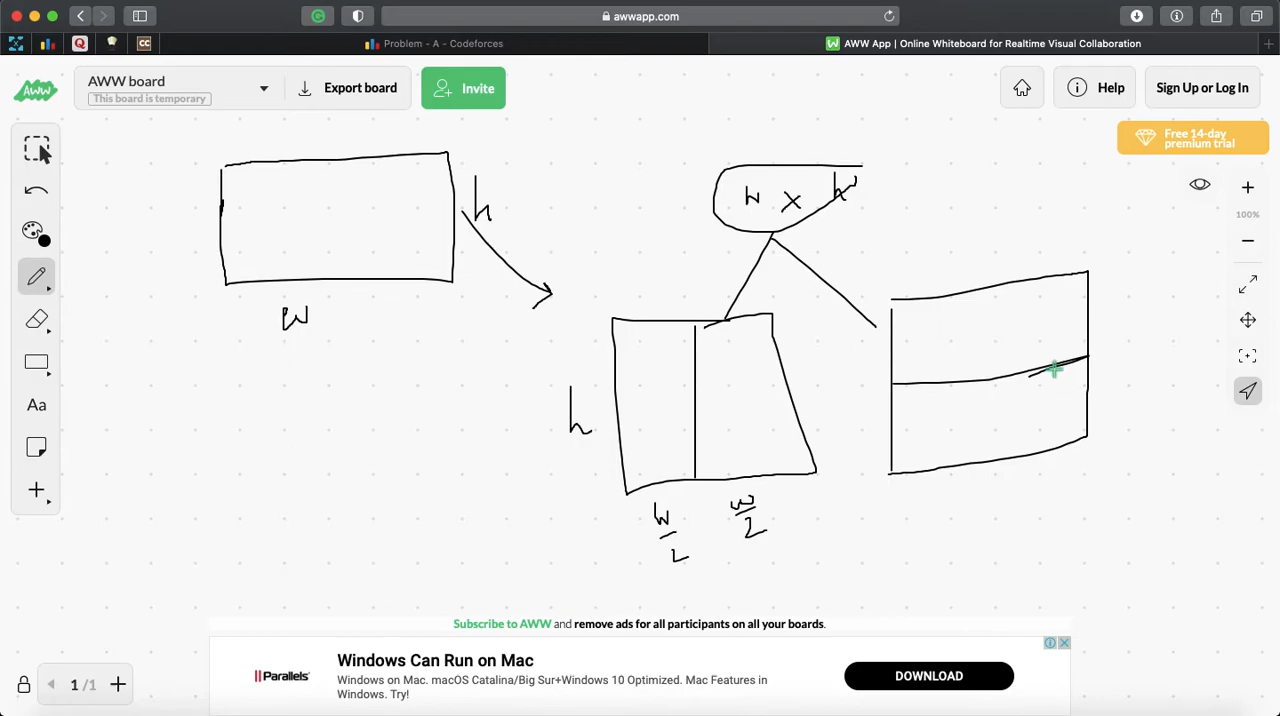 awwapp.com
Problem - A - Codeforces
AWW App | Online Whiteboard for Realtime Visual Collaboration
AWW
AWW board
This board is temporary
Export board
Invite
Help
Sign Up or Log In
Free 14-day
premium trial
100%
Aa
h
w
w x h
h
w/2
w/2
Subscribe to AWW and remove ads for all participants on all your boards.
Parallels
Windows Can Run on Mac
Windows on Mac. macOS Catalina/Big Sur+Windows 10 Optimized. Mac Features in
Windows. Try!
DOWNLOAD
1 /1